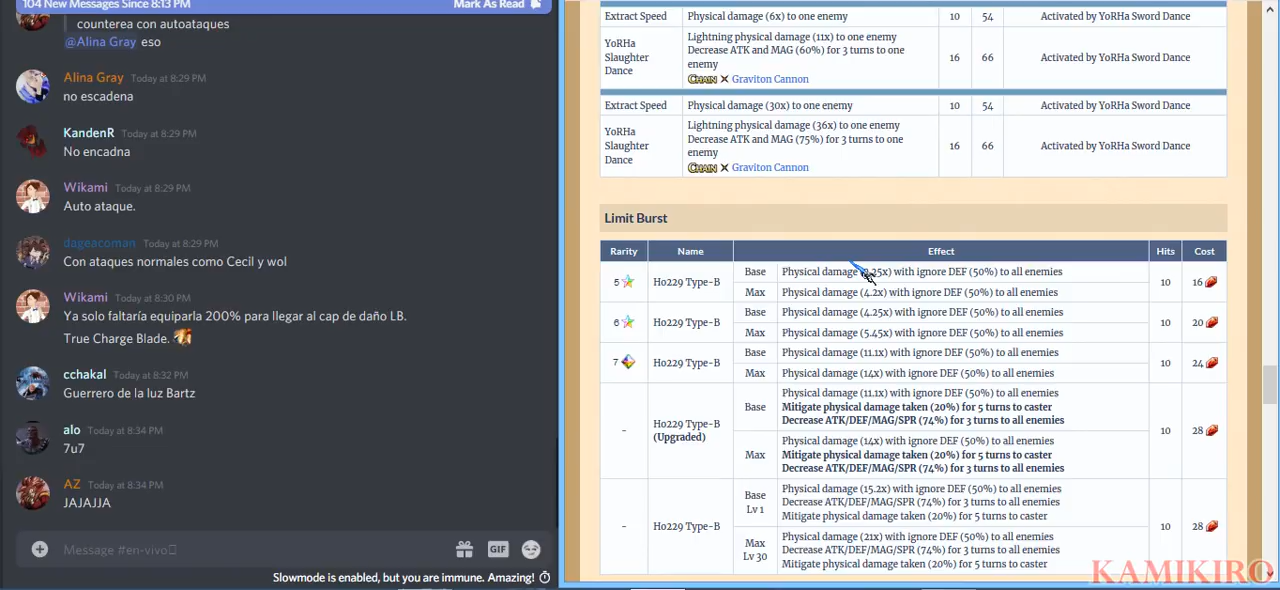 104 New Messages Since 8:13 PM
Mark As Read
counterea con autoataques
@Alina Gray eso
Alina Gray Today at 8:29 PM
no escadena
KandenR Today at 8:29 PM
No encadna
Wikami Today at 8:29 PM
Auto ataque.
dageacoman Today at 8:29 PM
Con ataques normales como Cecil y wol
Wikami Today at 8:30 PM
Ya solo faltaría equiparla 200% para llegar al cap de daño LB.
True Charge Blade.
cchakal Today at 8:32 PM
Guerrero de la luz Bartz
alo Today at 8:34 PM
7u7
AZ Today at 8:34 PM
JAJAJJA
Message #en-vivo
GIF
Slowmode is enabled, but you are immune. Amazing!
Extract Speed Physical damage (6x) to one enemy 10 54 Activated by YoRHa Sword Dance
YoRHa Slaughter Dance
Lightning physical damage (11x) to one enemy
Decrease ATK and MAG (60%) for 3 turns to one
enemy
CHAIN Graviton Cannon
16 66 Activated by YoRHa Sword Dance
Extract Speed Physical damage (30x) to one enemy 10 54 Activated by YoRHa Sword Dance
YoRHa Slaughter Dance
Lightning physical damage (36x) to one enemy
Decrease ATK and MAG (75%) for 3 turns to one
enemy
CHAIN Graviton Cannon
16 66 Activated by YoRHa Sword Dance
Limit Burst
Rarity Name Effect Hits Cost
5 Ho229 Type-B 10 16
Base Physical damage with ignore DEF (50%) to all enemies
Max Physical damage (4.2x) with ignore DEF (50%) to all enemies
6 Ho229 Type-B 10 20
Base Physical damage (4.25x) with ignore DEF (50%) to all enemies
Max Physical damage (5.45x) with ignore DEF (50%) to all enemies
7 Ho229 Type-B 10 24
Base Physical damage (11.1x) with ignore DEF (50%) to all enemies
Max Physical damage (14x) with ignore DEF (50%) to all enemies
- Ho229 Type-B (Upgraded) 10 28
Base
Physical damage (11.1x) with ignore DEF (50%) to all enemies
Mitigate physical damage taken (20%) for 5 turns to caster
Decrease ATK/DEF/MAG/SPR (74%) for 3 turns to all enemies
Max
Physical damage (14x) with ignore DEF (50%) to all enemies
Mitigate physical damage taken (20%) for 5 turns to caster
Decrease ATK/DEF/MAG/SPR (74%) for 3 turns to all enemies
- Ho229 Type-B 10 28
Base Lv 1
Physical damage (15.2x) with ignore DEF (50%) to all enemies
Decrease ATK/DEF/MAG/SPR (74%) for 3 turns to all enemies
Mitigate physical damage taken (20%) for 5 turns to caster
Max Lv 30
Physical damage (21x) with ignore DEF (50%) to all enemies
Decrease ATK/DEF/MAG/SPR (74%) for 3 turns to all enemies
Mitigate physical damage taken (20%) for 5 turns to caster
KAMIKIRO